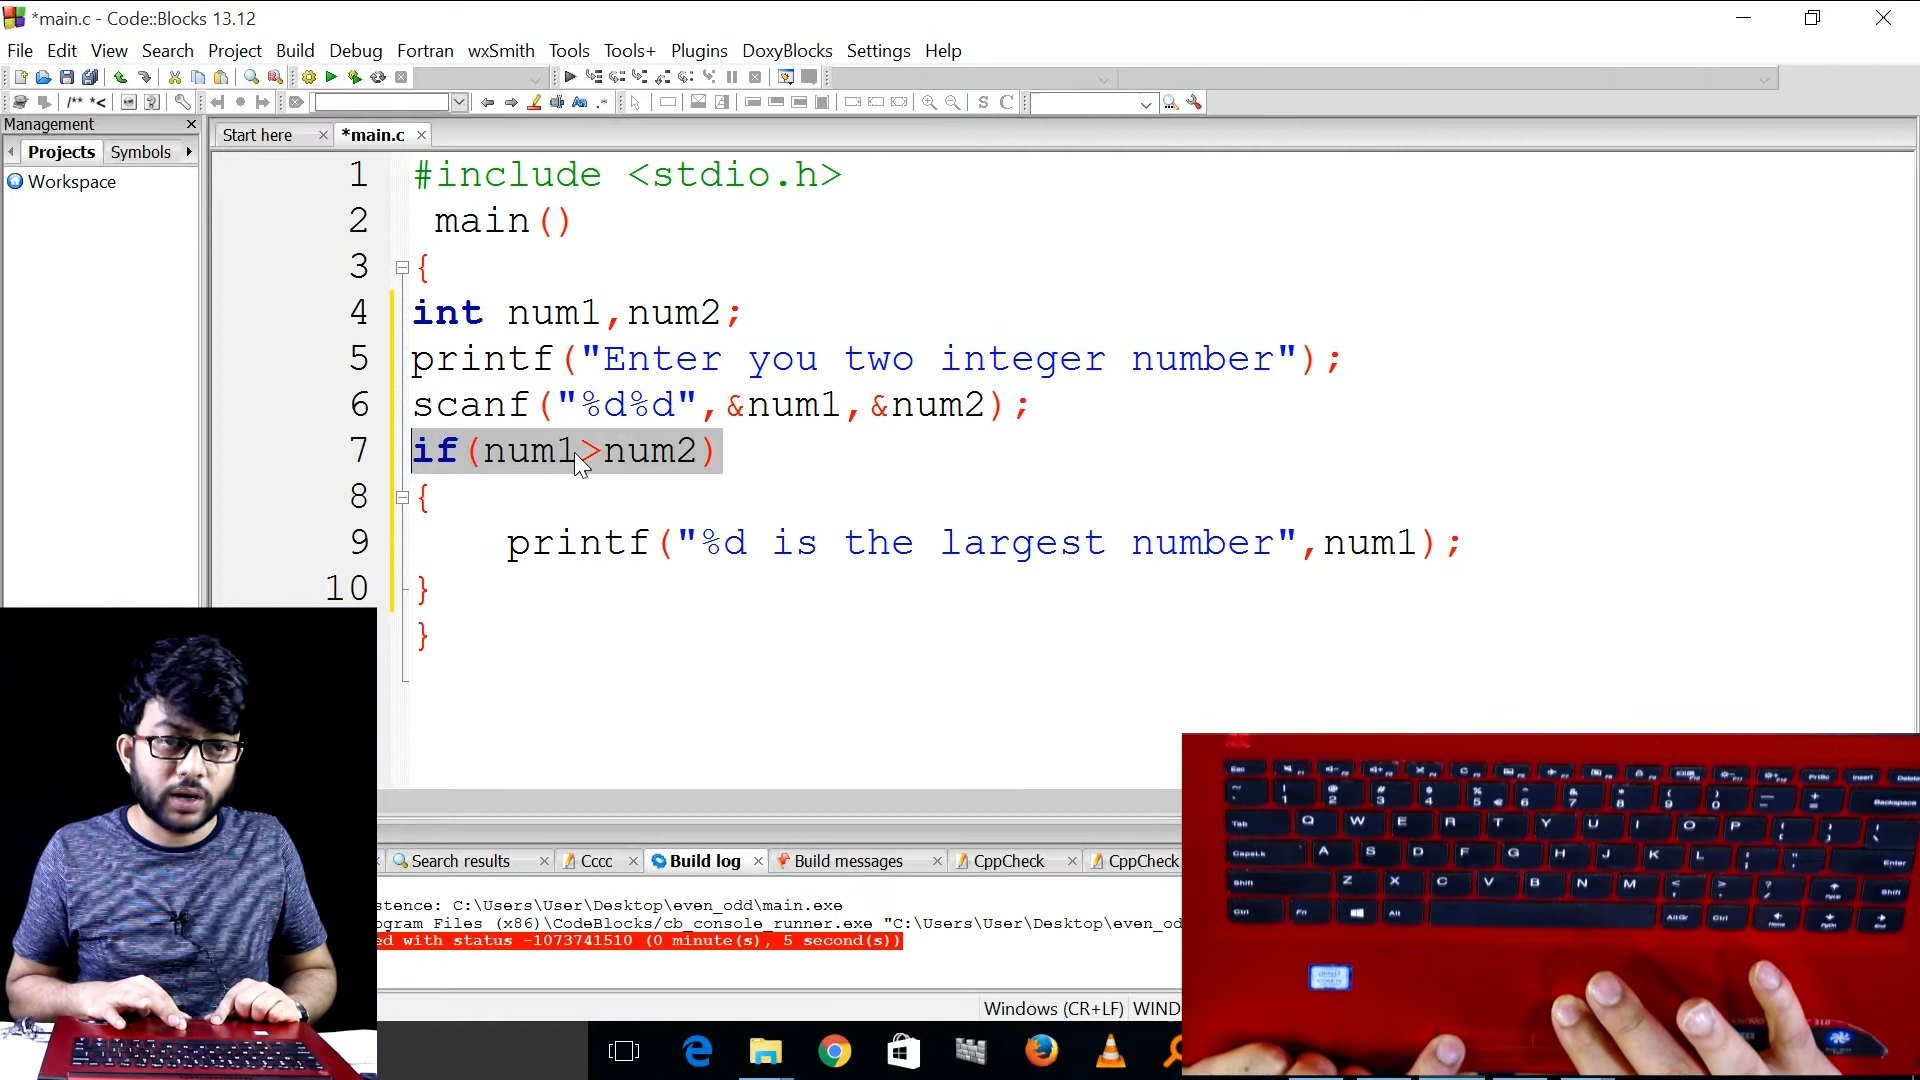 *main.c - Code::Blocks 13.12
File Edit View Search Project Build Debug Fortran wxSmith Tools Tools+ Plugins DoxyBlocks Settings Help
Management
Start here *main.c
Projects Symbols
Workspace
1 #include <stdio.h>
2 main()
3 {
4 int num1,num2;
5 printf("Enter you two integer number");
6 scanf("%d%d",&num1,&num2);
7 if(num1>num2)
8 {
9 printf("%d is the largest number",num1);
10 }
}
Search results Cccc Build log Build messages CppCheck CppCheck
stence: C:\Users\User\Desktop\even_odd\main.exe
ogram Files (x86)\CodeBlocks/cb_console_runner.exe "C:\Users\User\Desktop\even_od
ed with status -1073741510 (0 minute(s), 5 second(s))
Windows (CR+LF) WIND
Q W E R T Y U I O P
A S D F G H J K L
Z X C V B N M